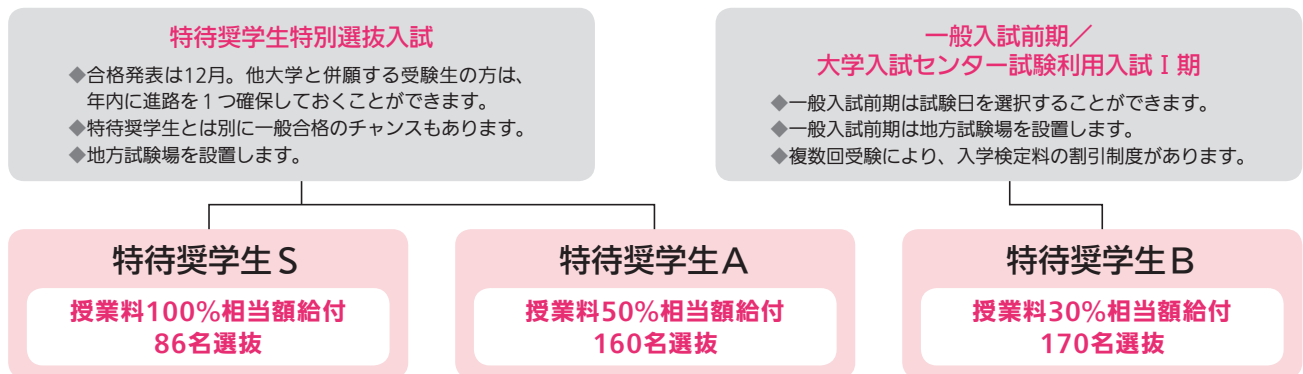 特待奨学生特別選抜入試
◆合格発表は12月。他大学と併願する受験生の方は、
年内に進路を1つ確保しておくことができます。
◆特待奨学生とは別に一般合格のチャンスもあります。
◆地方試験場を設置します。
一般入試前期／
大学入試センター試験利用入試Ⅰ期
◆一般入試前期は試験日を選択することができます。
◆一般入試前期は地方試験場を設置します。
◆複数回受験により、入学検定料の割引制度があります。
特待奨学生S
授業料100%相当額給付
86名選抜
特待奨学生A
授業料50%相当額給付
160名選抜
特待奨学生B
授業料30%相当額給付
170名選抜